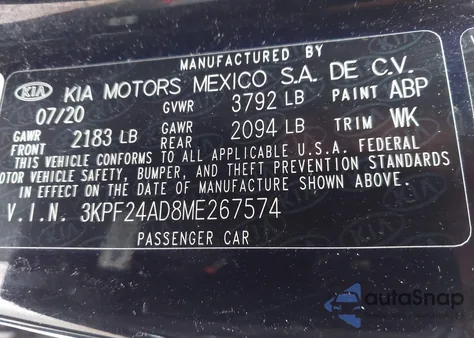 MANUFACTURED BY
KIA KIA MOTORS MEXICO S.A. DE C.V.
07/20 GVWR 3792 LB PAINT ABP
GAWR FRONT 2183 LB GAWR REAR 2094 LB TRIM WK
THIS VEHICLE CONFORMS TO ALL APPLICABLE U.S.A. FEDERAL
MOTOR VEHICLE SAFETY, BUMPER, AND THEFT PREVENTION STANDARDS
IN EFFECT ON THE DATE OF MANUFACTURE SHOWN ABOVE.
V.I.N. 3KPF24AD8ME267574
PASSENGER CAR
autoSnap